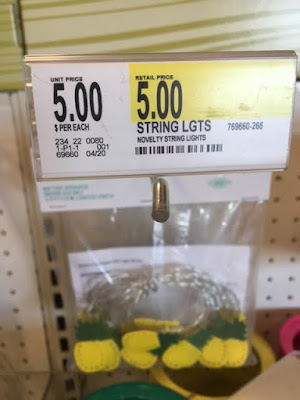 UNIT PRICE
5.00
$ PER EACH
234 22 0080
1-P1-1 001
69660 04/20
RETAIL PRICE
5.00
STRING LGTS 769660-266
NOVELTY STRING LIGHTS